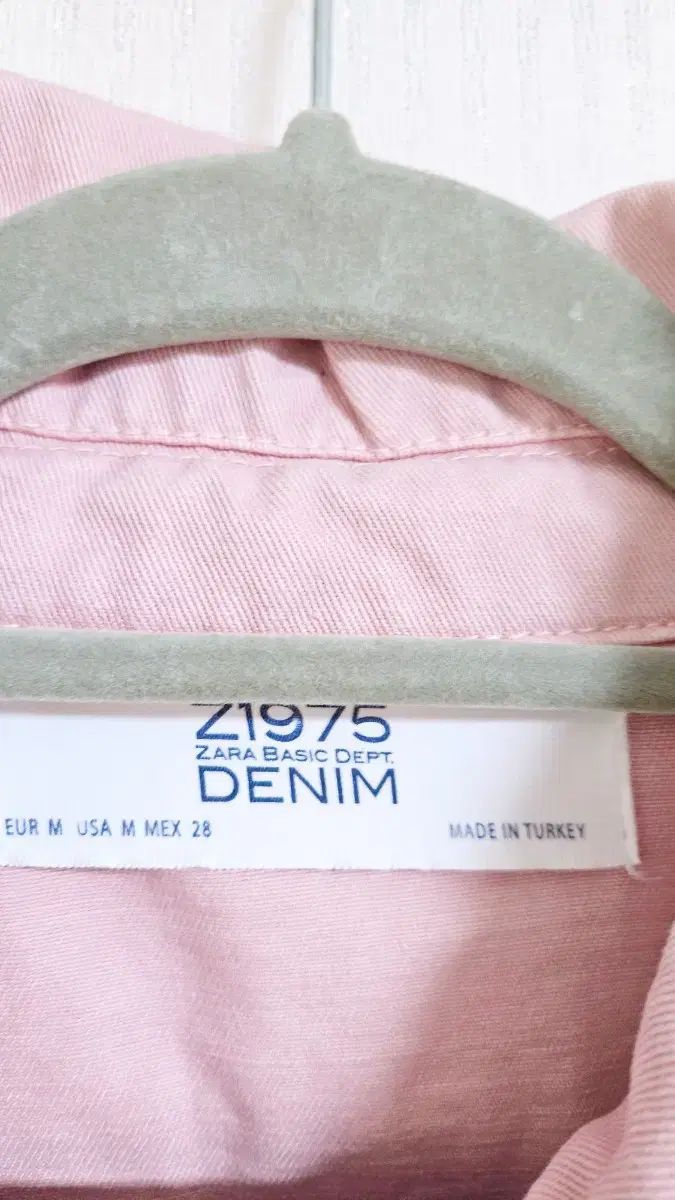 Z1975
ZARA BASIC DEPT.
DENIM
EUR M USA M MEX 28
MADE IN TURKEY